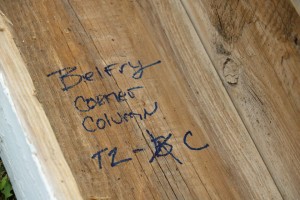 Belfry
CORNER
COLUMN
T2- C